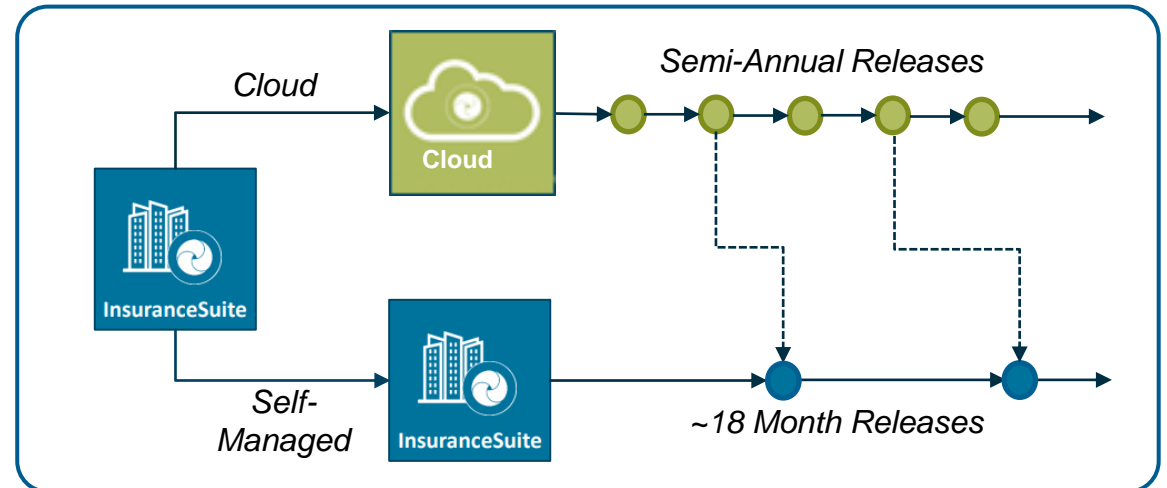 Cloud
Semi-Annual Releases
Cloud
InsuranceSuite
Self-
Managed
InsuranceSuite
~18 Month Releases